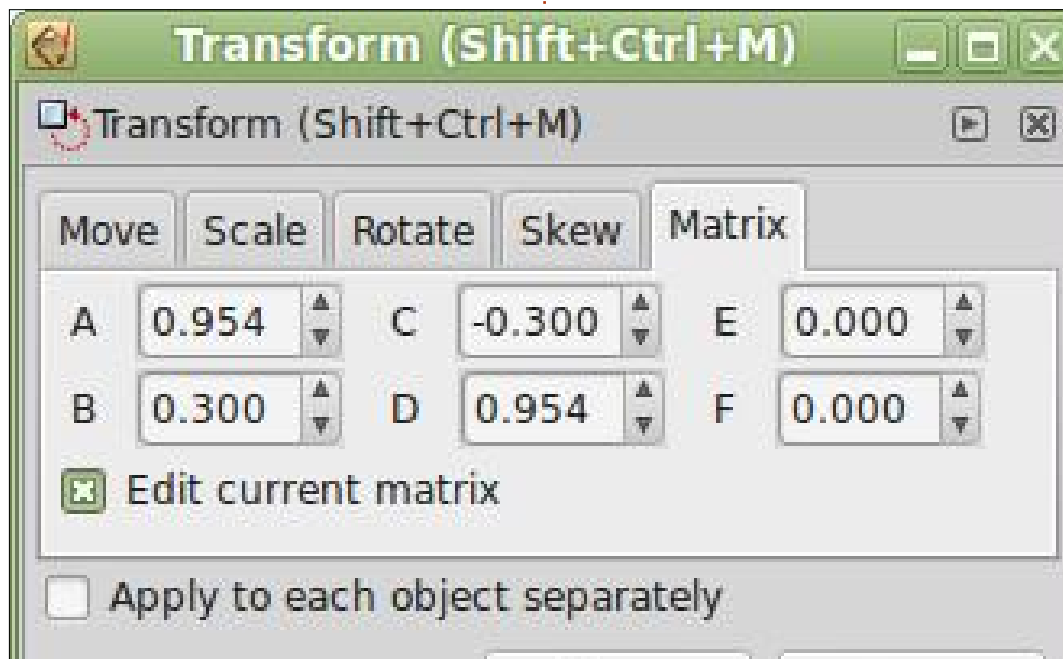 Transform (Shift+Ctrl+M)
Transform (Shift+Ctrl+M)
Move Scale Rotate Skew Matrix
A 0.954 C -0.300 E 0.000
B 0.300 D 0.954 F 0.000
Edit current matrix
Apply to each object separately